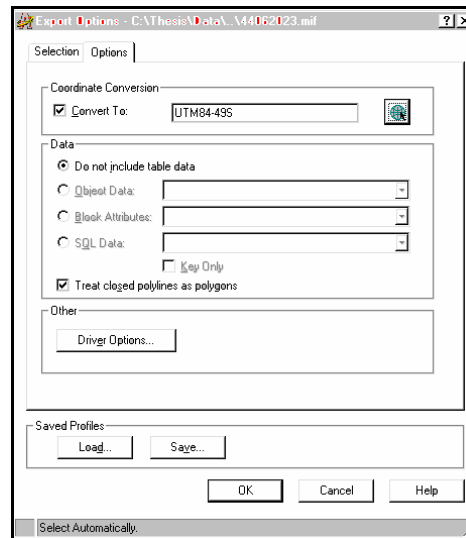 Export Options - C:\Thesis\Data\..\44062023.mif
Selection Options
Coordinate Conversion
Convert To: UTM84-49S
Data
Do not include table data
Object Data:
Block Attributes:
SQL Data:
Key Only
Treat closed polylines as polygons
Other
Driver Options...
Saved Profiles
Load... Save...
OK Cancel Help
Select Automatically.